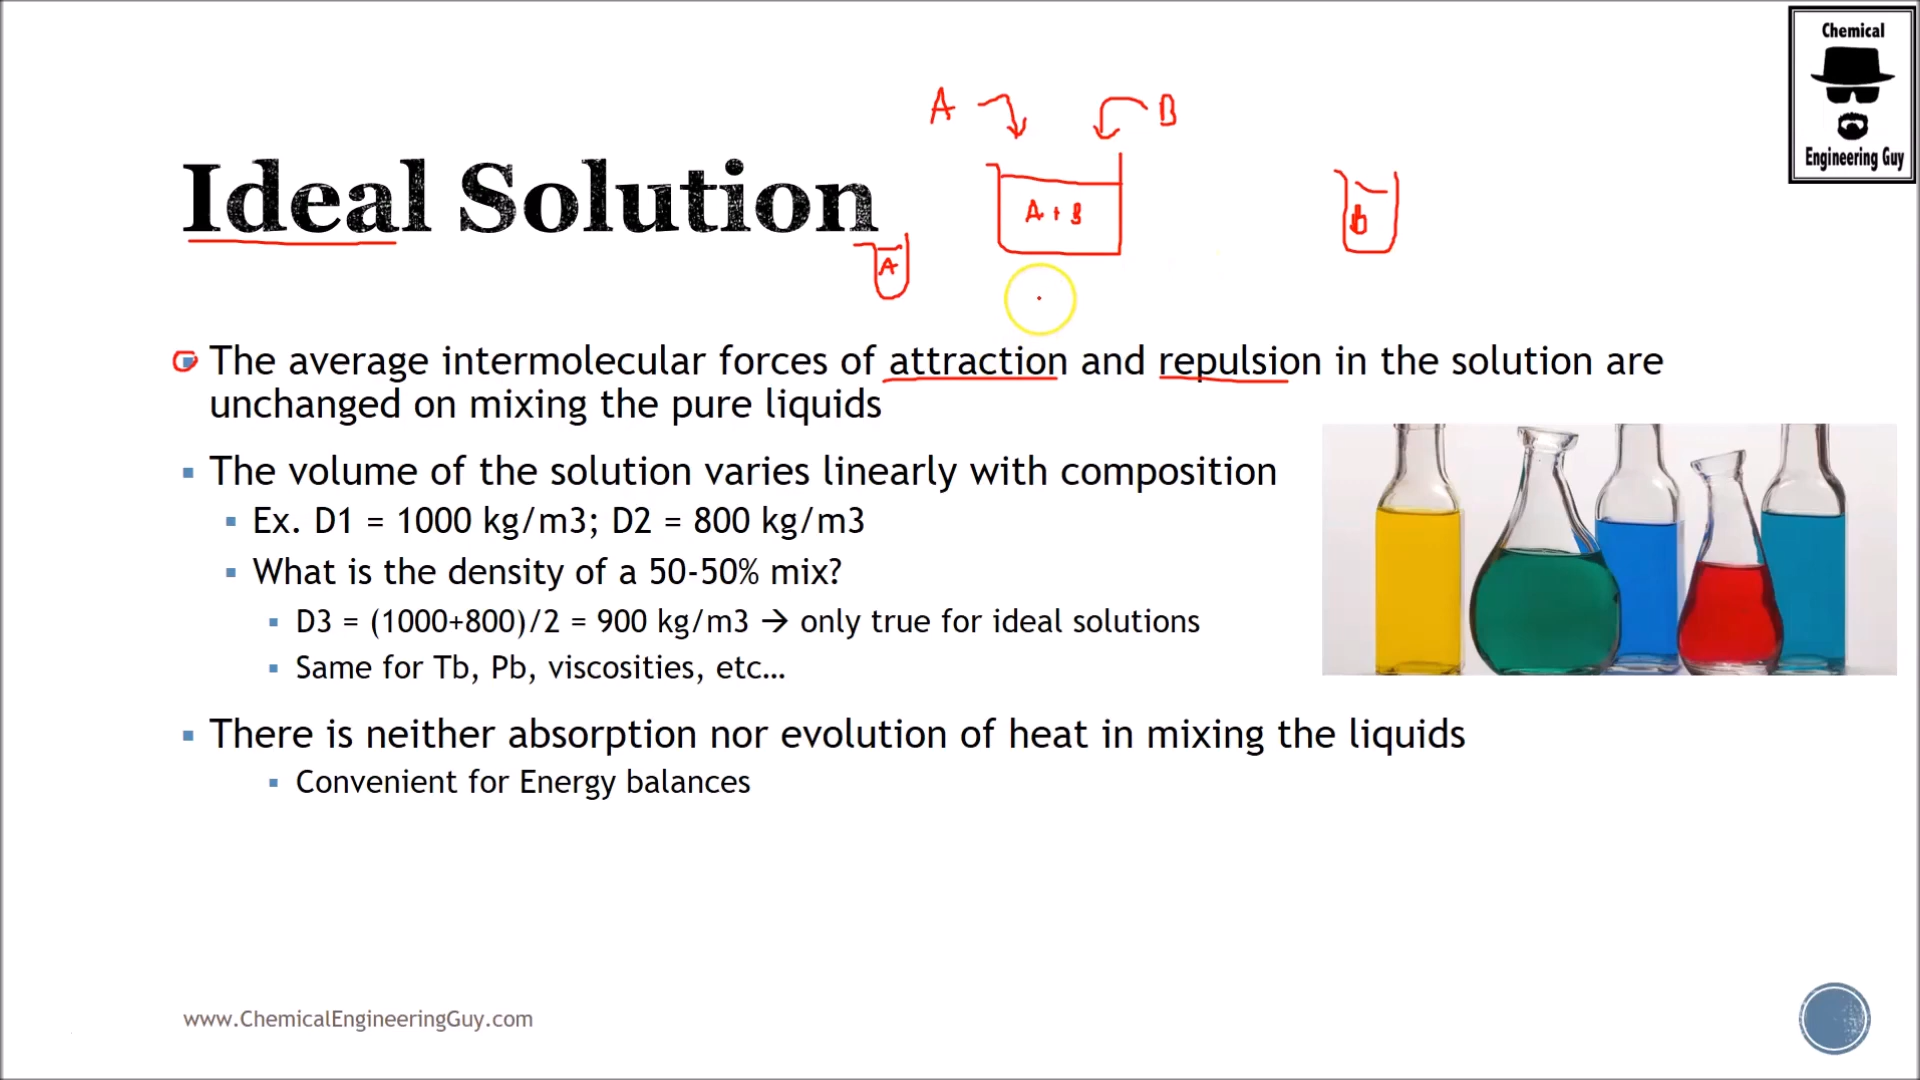 Chemical
Engineering Guy
A
B
A + B
A
b
Ideal Solution
The average intermolecular forces of attraction and repulsion in the solution are
unchanged on mixing the pure liquids
The volume of the solution varies linearly with composition
Ex. D1 = 1000 kg/m3; D2 = 800 kg/m3
What is the density of a 50-50% mix?
D3 = (1000+800)/2 = 900 kg/m3 → only true for ideal solutions
Same for Tb, Pb, viscosities, etc…
There is neither absorption nor evolution of heat in mixing the liquids
Convenient for Energy balances
www.ChemicalEngineeringGuy.com